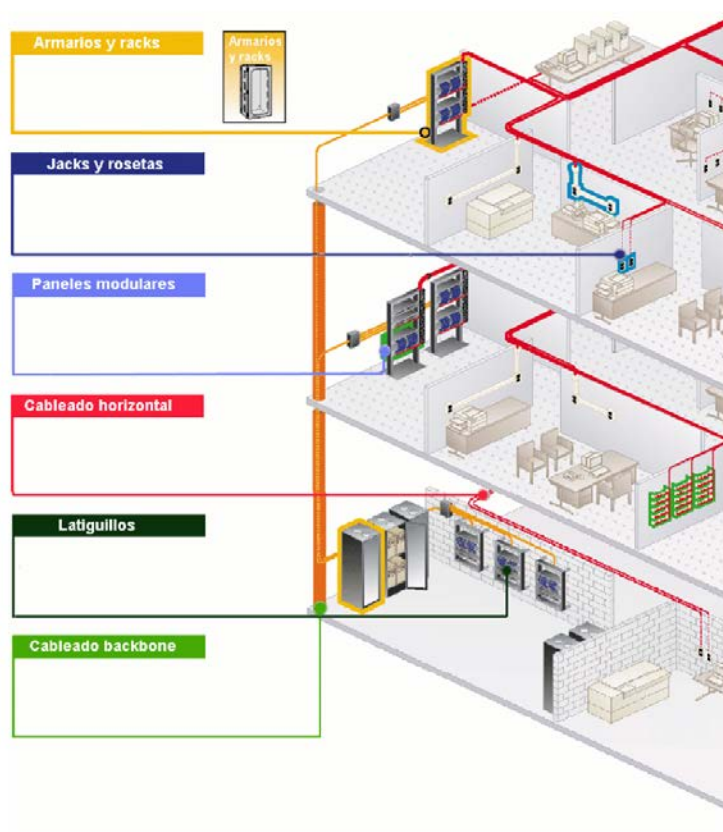 Armarios y racks
Armarios
y racks
Jacks y rosetas
Paneles modulares
Cableado horizontal
Latiguillos
Cableado backbone